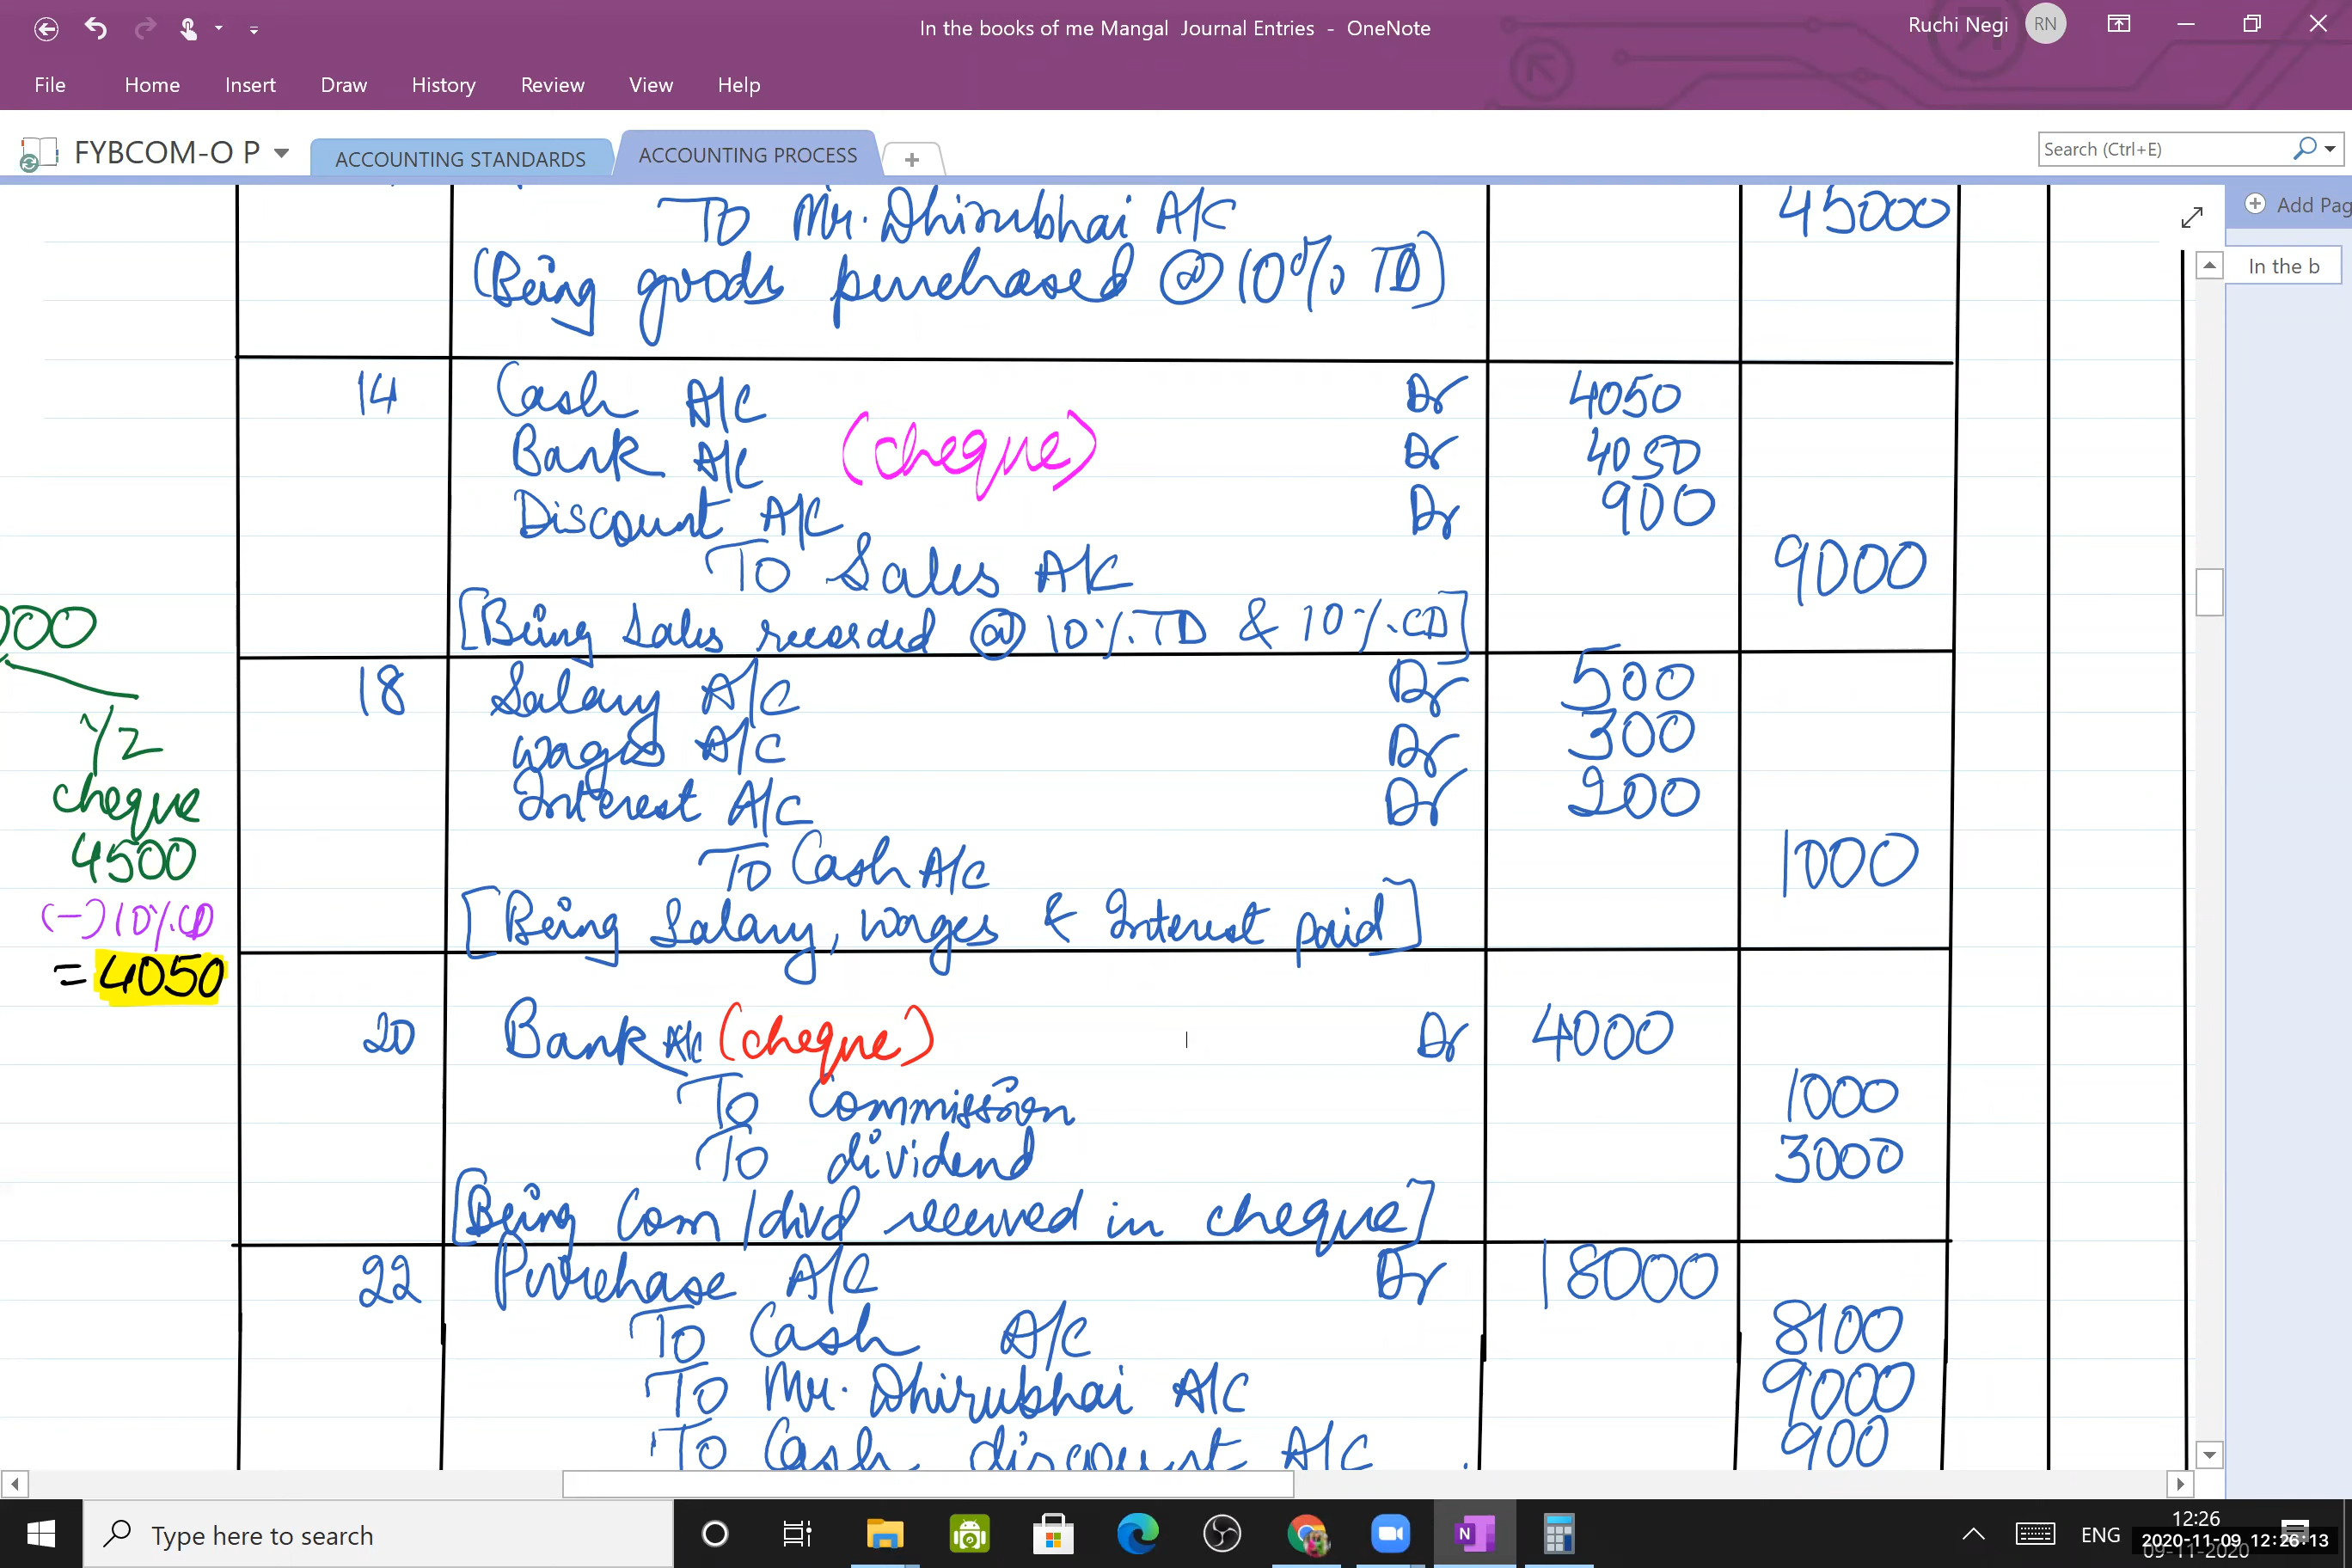 In the books of me Mangal Journal Entries - OneNote
Ruchi Negi RN
File Home Insert Draw History Review View Help
FYBCOM-O P ACCOUNTING STANDARDS ACCOUNTING PROCESS +
Search (Ctrl+E)
Add Pag
In the b
To Mr. Dhirubhai A/C 45000
(Being goods purchased @ 10% TD)
14 Cash A/C Dr 4050
Bank A/C (cheque) Dr 4050
Discount A/C Dr 900
To Sales A/C 9000
[Being Sales recorded @ 10% TD & 10% CD]
18 Salary A/C Dr 500
wages A/C Dr 300
Interest A/C Dr 200
To Cash A/C 1000
[Being Salary, wages & Interest paid]
20 Bank A/C (cheque) Dr 4000
To Commission 1000
To dividend 3000
[Being Com/divd received in cheque]
22 Purchase A/C Dr 18000
To Cash A/C 8100
To Mr. Dhirubhai A/C 9000
To Cash discount A/C 900
000
1/2
cheque
4500
(-) 10% CD
= 4050
Type here to search
N
ENG
12:26
2020-11-09 12:26:13
09-11-2020